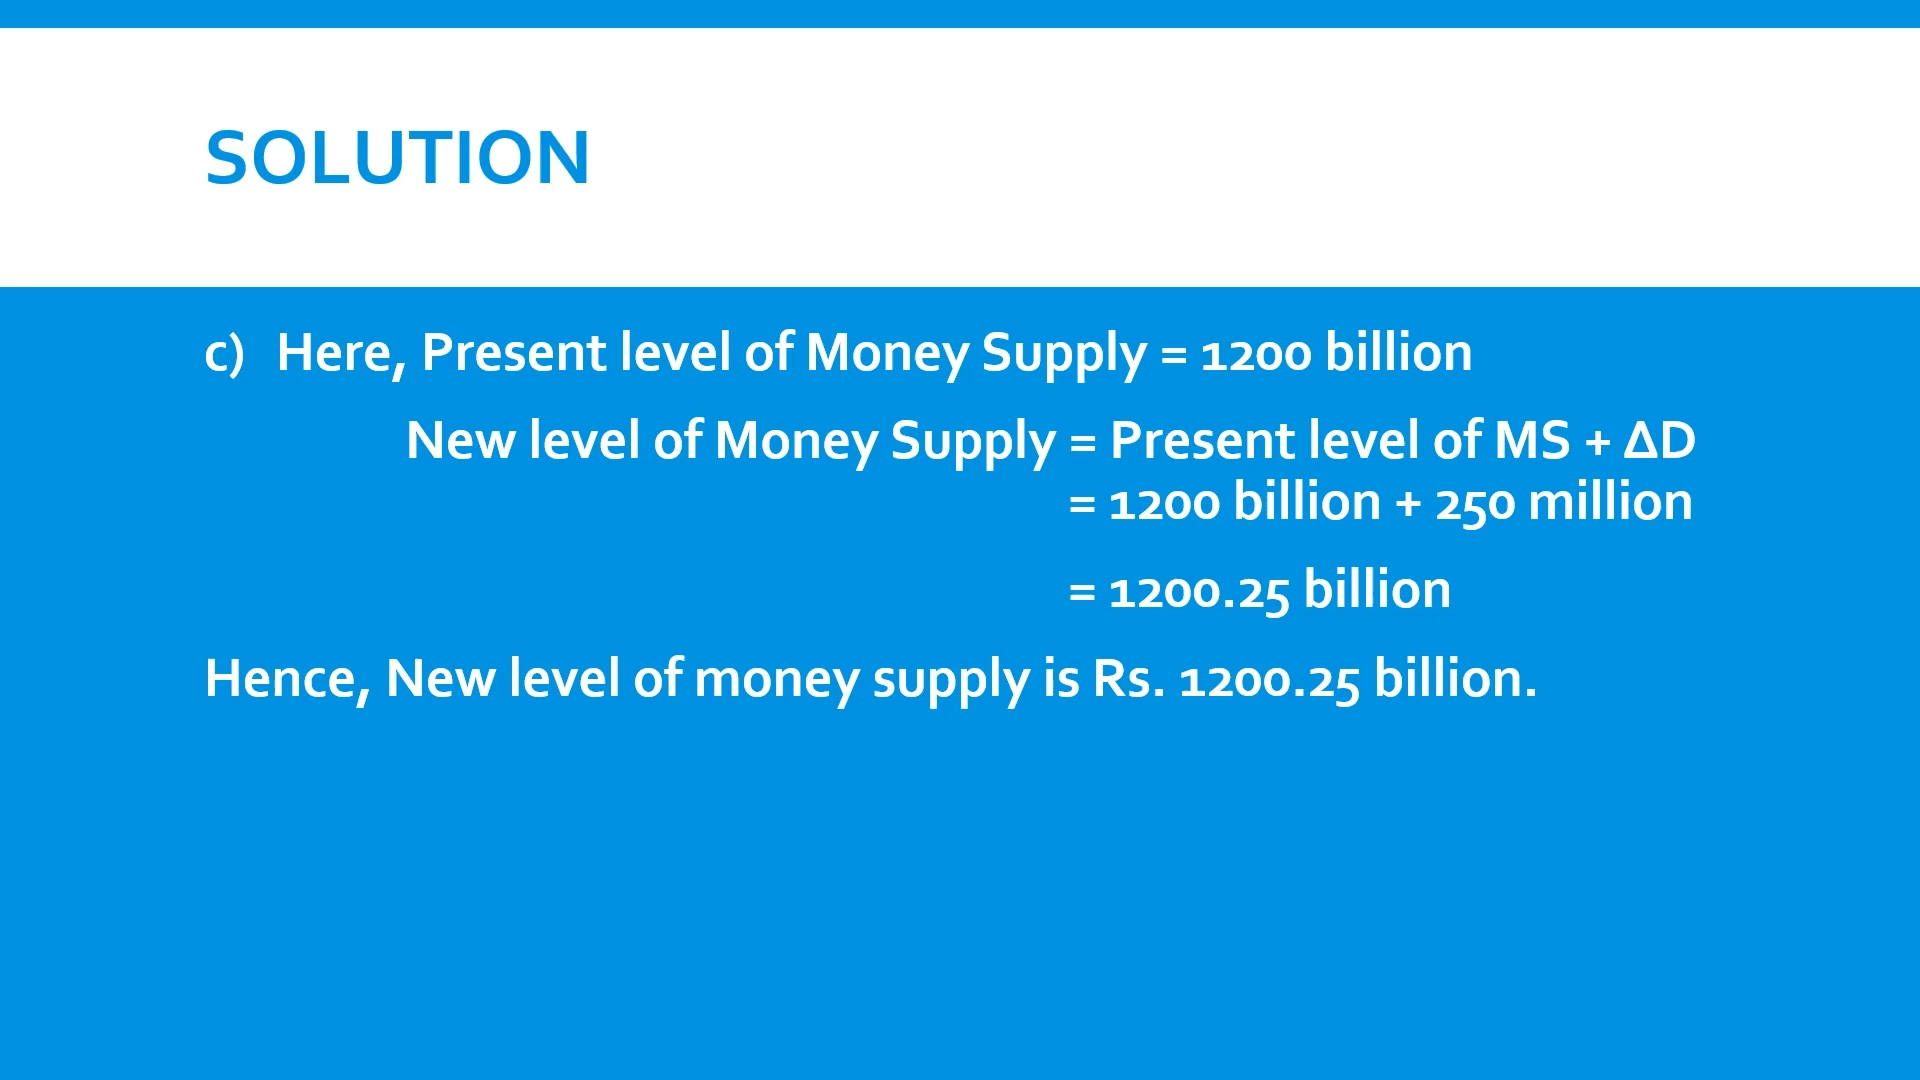 SOLUTION
c) Here, Present level of Money Supply = 1200 billion
New level of Money Supply = Present level of MS + ΔD
= 1200 billion + 250 million
= 1200.25 billion
Hence, New level of money supply is Rs. 1200.25 billion.